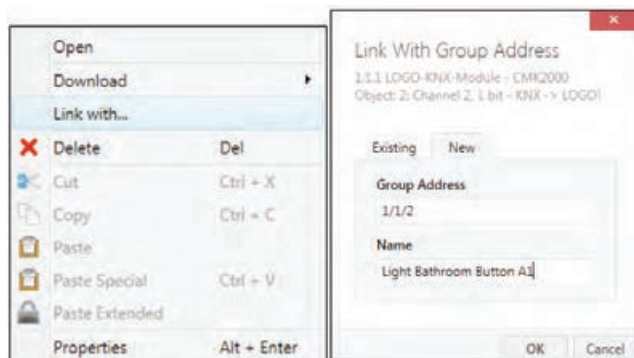 Open
Download
Link with...
Delete Del
Cut Ctrl + X
Copy Ctrl + C
Paste
Paste Special Ctrl + V
Paste Extended
Properties Alt + Enter
Link With Group Address
1.1.1 LOGO-KNX-Module - CMK2000
Object: 2: Channel 2, 1 bit - KNX -> LOGO!
Existing New
Group Address
1/1/2
Name
Light Bathroom Button A1
OK Cancel